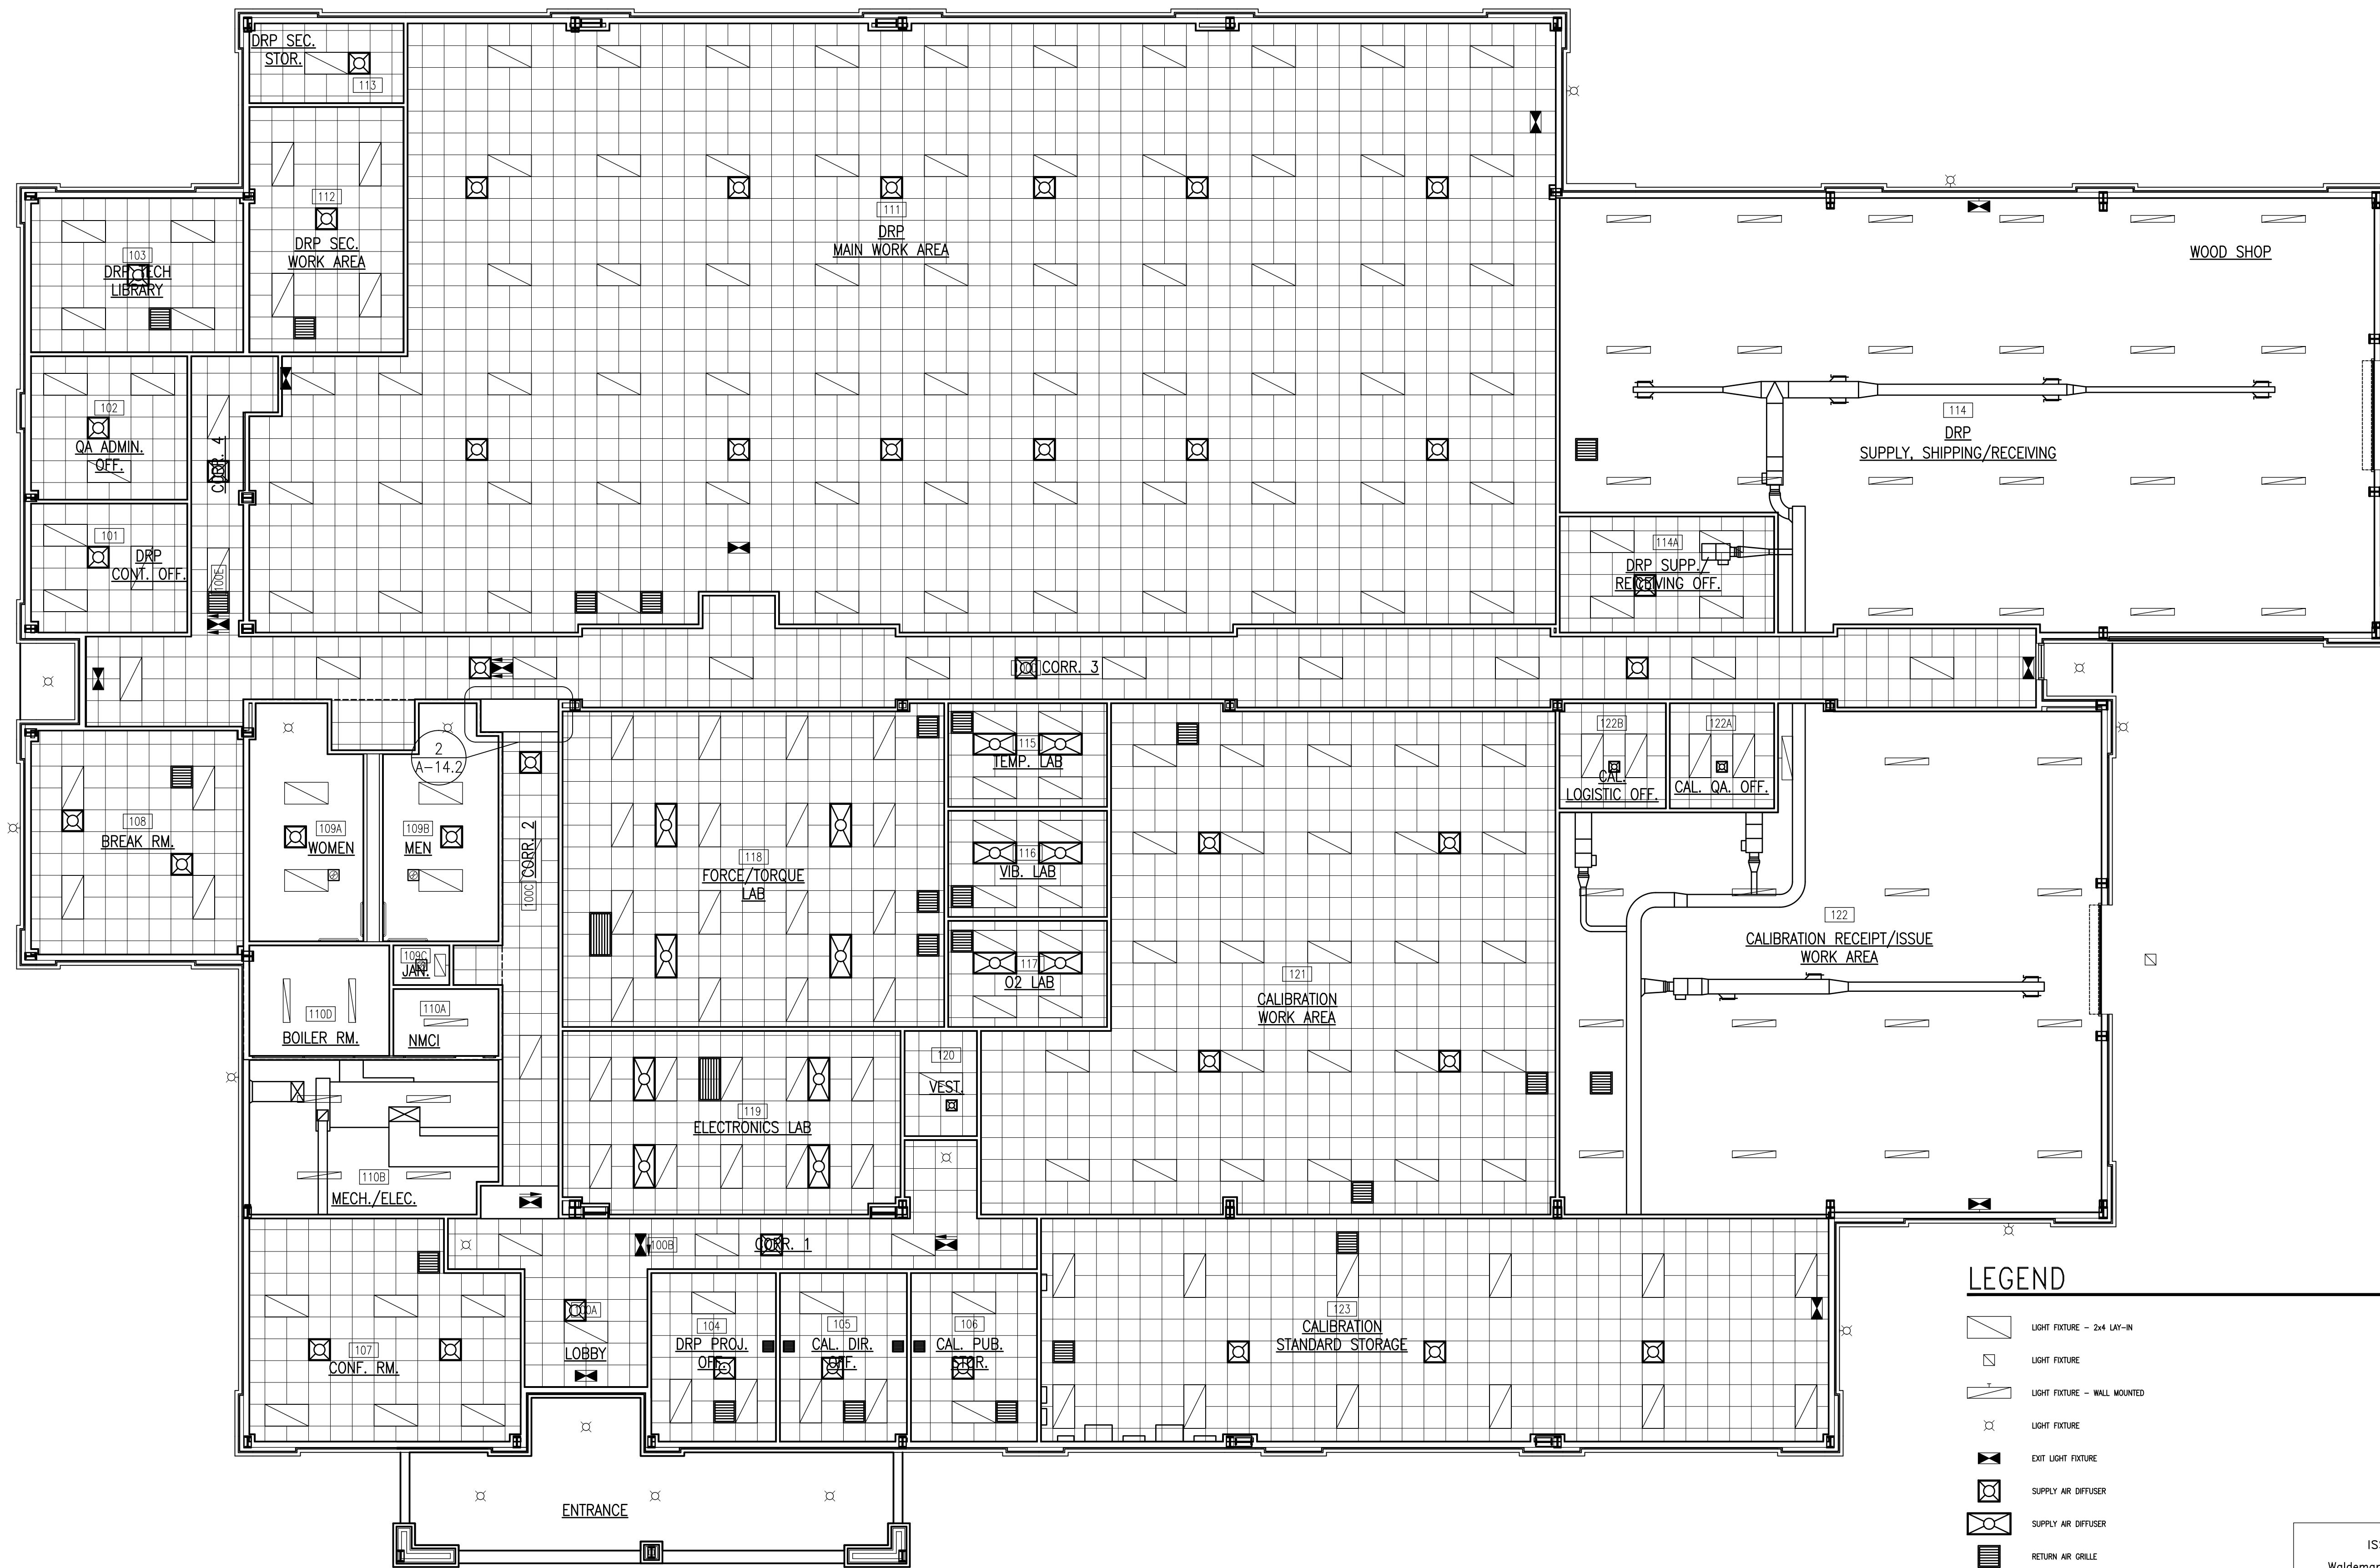 DRP SEC.
STOR.
113
112
DRP SEC.
WORK AREA
111
DRP
MAIN WORK AREA
103
DRP TECH
LIBRARY
WOOD SHOP
102
QA ADMIN.
OFF.
CORR. 4
100E
101
DRP
CONT. OFF.
114
DRP
SUPPLY, SHIPPING/RECEIVING
114A
DRP SUPP./
RECEIVING OFF.
CORR. 3
2
A-14.2
108
BREAK RM.
109A
WOMEN
109B
MEN
CORR. 2
100C
118
FORCE/TORQUE
LAB
115
TEMP. LAB
116
VIB. LAB
117
O2 LAB
122B
CAL.
LOGISTIC OFF.
122A
CAL. QA. OFF.
122
CALIBRATION RECEIPT/ISSUE
WORK AREA
121
CALIBRATION
WORK AREA
109C
JAN.
110D
BOILER RM.
110A
NMCI
110B
MECH./ELEC.
119
ELECTRONICS LAB
120
VEST.
100B
CORR. 1
100A
LOBBY
107
CONF. RM.
104
DRP PROJ.
OFF.
105
CAL. DIR.
OFF.
106
CAL. PUB.
STOR.
123
CALIBRATION
STANDARD STORAGE
ENTRANCE
LEGEND
LIGHT FIXTURE - 2x4 LAY-IN
LIGHT FIXTURE
LIGHT FIXTURE - WALL MOUNTED
LIGHT FIXTURE
EXIT LIGHT FIXTURE
SUPPLY AIR DIFFUSER
SUPPLY AIR DIFFUSER
RETURN AIR GRILLE